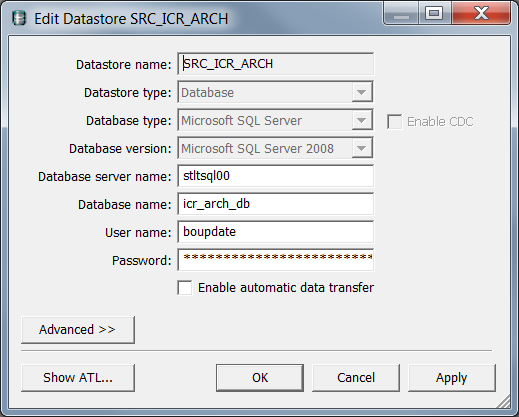 Edit Datastore SRC_ICR_ARCH
Datastore name: SRC_ICR_ARCH
Datastore type: Database
Database type: Microsoft SQL Server Enable CDC
Database version: Microsoft SQL Server 2008
Database server name: stltsql00
Database name: icr_arch_db
User name: boupdate
Password: ************************
Enable automatic data transfer
Advanced >>
Show ATL... OK Cancel Apply